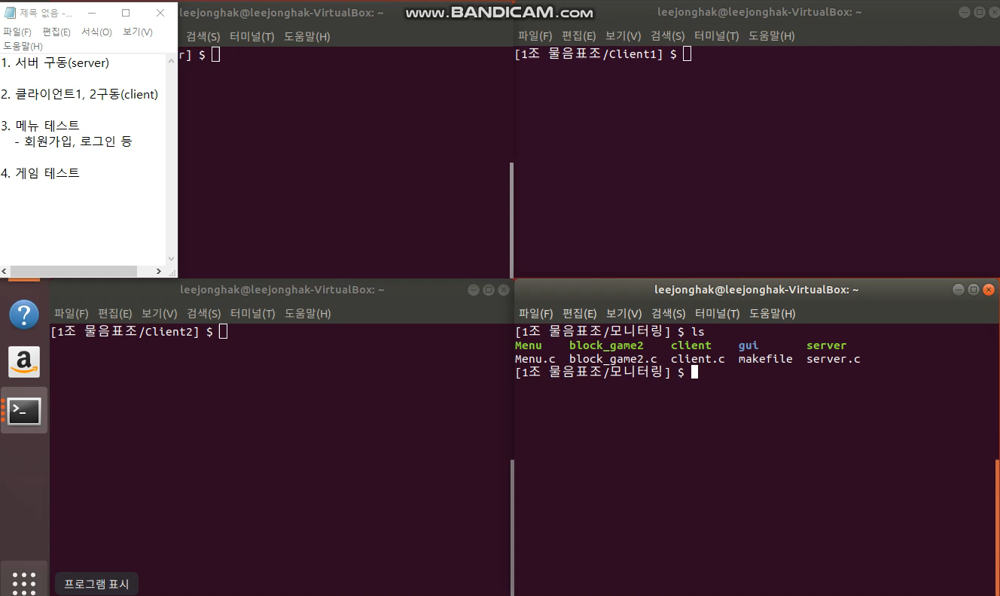 제목 없음 -...
파일(F) 편집(E) 서식(O) 보기(V)
도움말(H)
1. 서버 구동(server)
2. 클라이언트1, 2구동(client)
3. 메뉴 테스트
- 회원가입, 로그인 등
4. 게임 테스트
leejonghak@leejonghak-VirtualBox: ~
검색(S) 터미널(T) 도움말(H)
r] $
www.BANDICAM.com
leejonghak@leejonghak-VirtualBox: ~
파일(F) 편집(E) 보기(V) 검색(S) 터미널(T) 도움말(H)
[1조 물음표조/Client1] $
leejonghak@leejonghak-VirtualBox: ~
파일(F) 편집(E) 보기(V) 검색(S) 터미널(T) 도움말(H)
[1조 물음표조/Client2] $
leejonghak@leejonghak-VirtualBox: ~
파일(F) 편집(E) 보기(V) 검색(S) 터미널(T) 도움말(H)
[1조 물음표조/모니터링] $ ls
Menu block_game2 client gui server
Menu.c block_game2.c client.c makefile server.c
[1조 물음표조/모니터링] $
프로그램 표시